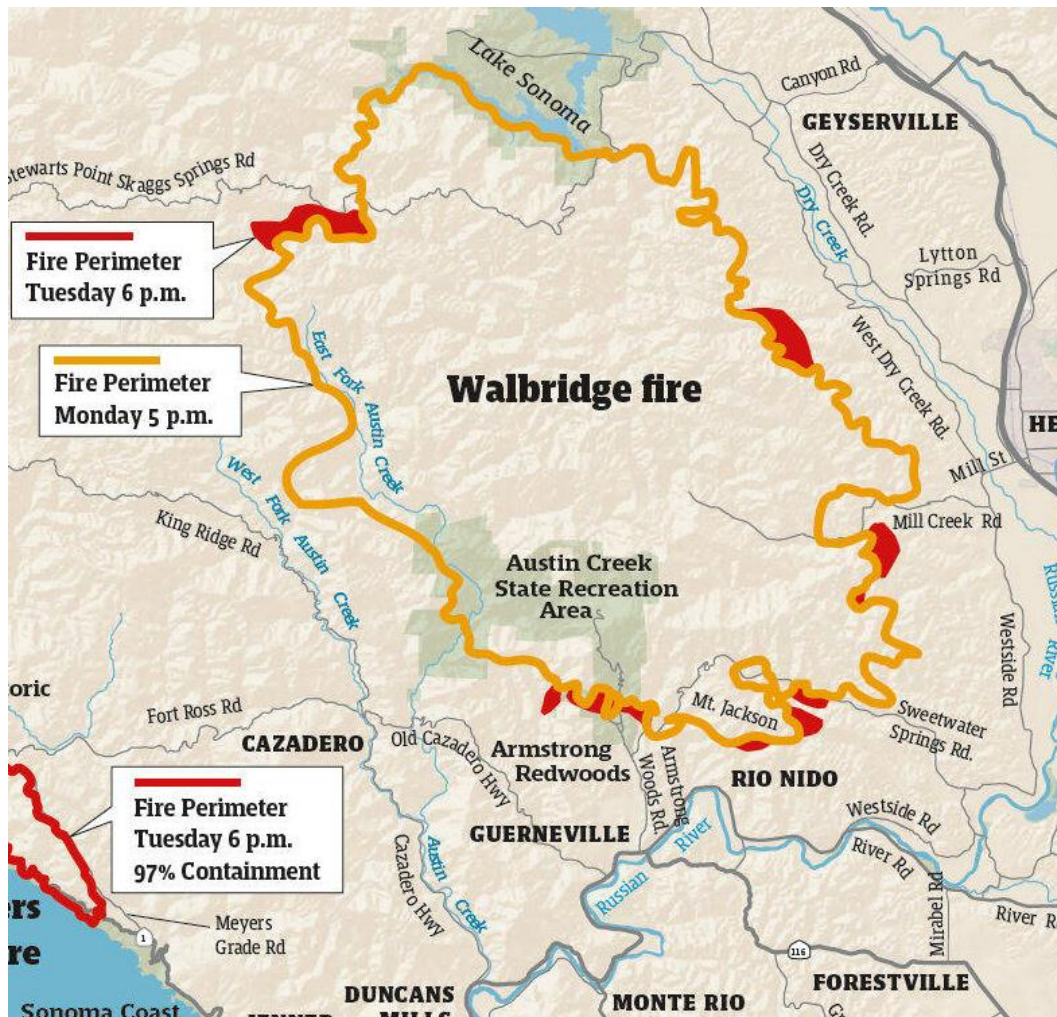 Lake Sonoma
Canyon Rd
GEYSERVILLE
Stewarts Point Skaggs Springs Rd
Dry Creek Rd.
Dry Creek
Lytton
Springs Rd
Fire Perimeter
Tuesday 6 p.m.
West Dry Creek Rd.
East Fork Austin Creek
Fire Perimeter
Monday 5 p.m.
Walbridge fire
HE
Mill St
West Fork Austin Creek
King Ridge Rd
Mill Creek Rd
Austin Creek
State Recreation
Area
Russian River
Westside Rd
oric
Fort Ross Rd
Mt. Jackson
Sweetwater
Springs Rd.
CAZADERO
Old Cazadero Hwy
Armstrong
Redwoods
Armstrong
Woods Rd.
RIO NIDO
Fire Perimeter
Tuesday 6 p.m.
97% Containment
GUERNEVILLE
Westside Rd
River Rd
Russian River
Cazadero Hwy
Austin Creek
Mirabel Rd
River R
ers
re
Meyers
Grade Rd
1
116
FORESTVILLE
DUNCANS
MILLS
MONTE RIO
Sonoma Coast
JENNER